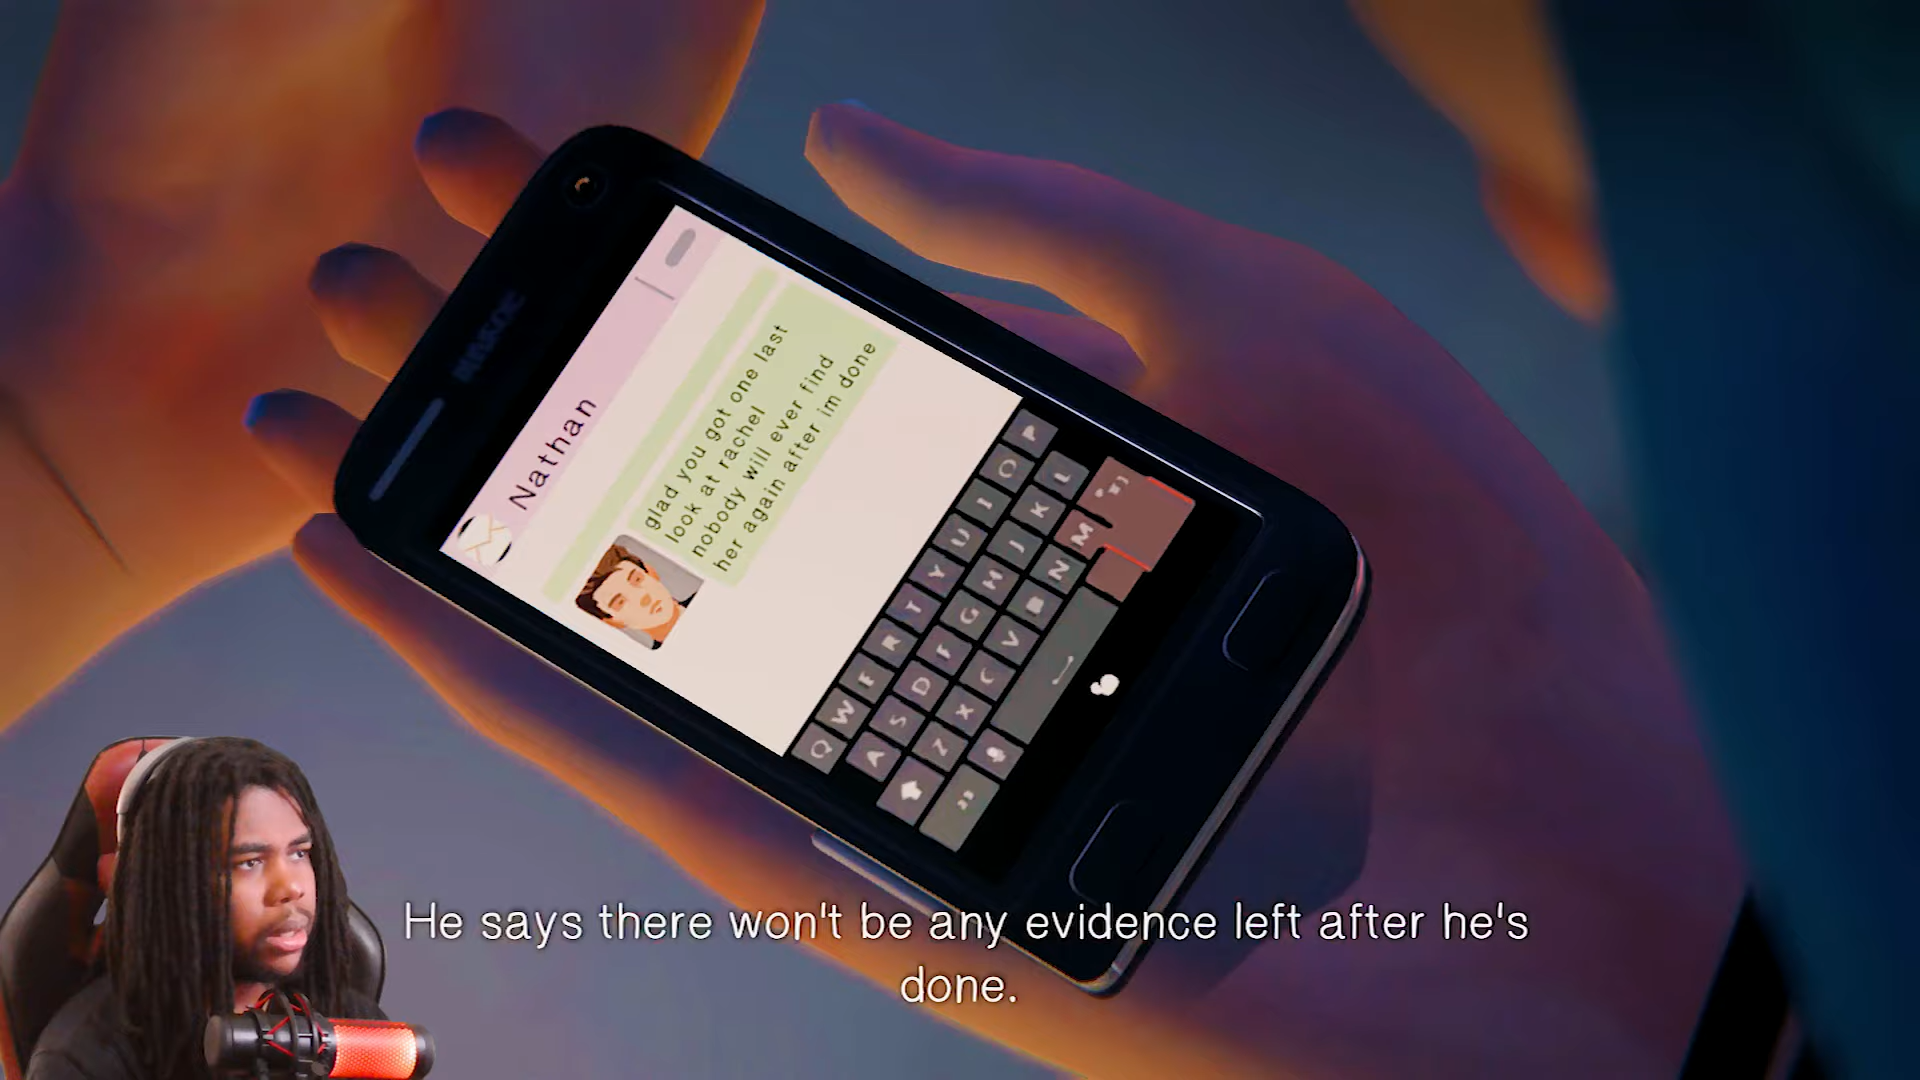 Nathan
glad you got one last
look at rachel
nobody will ever find
her again after im done
Q W E R T Y U I O P
A S D F G H J K L
Z X C V B N M
He says there won't be any evidence left after he's
done.